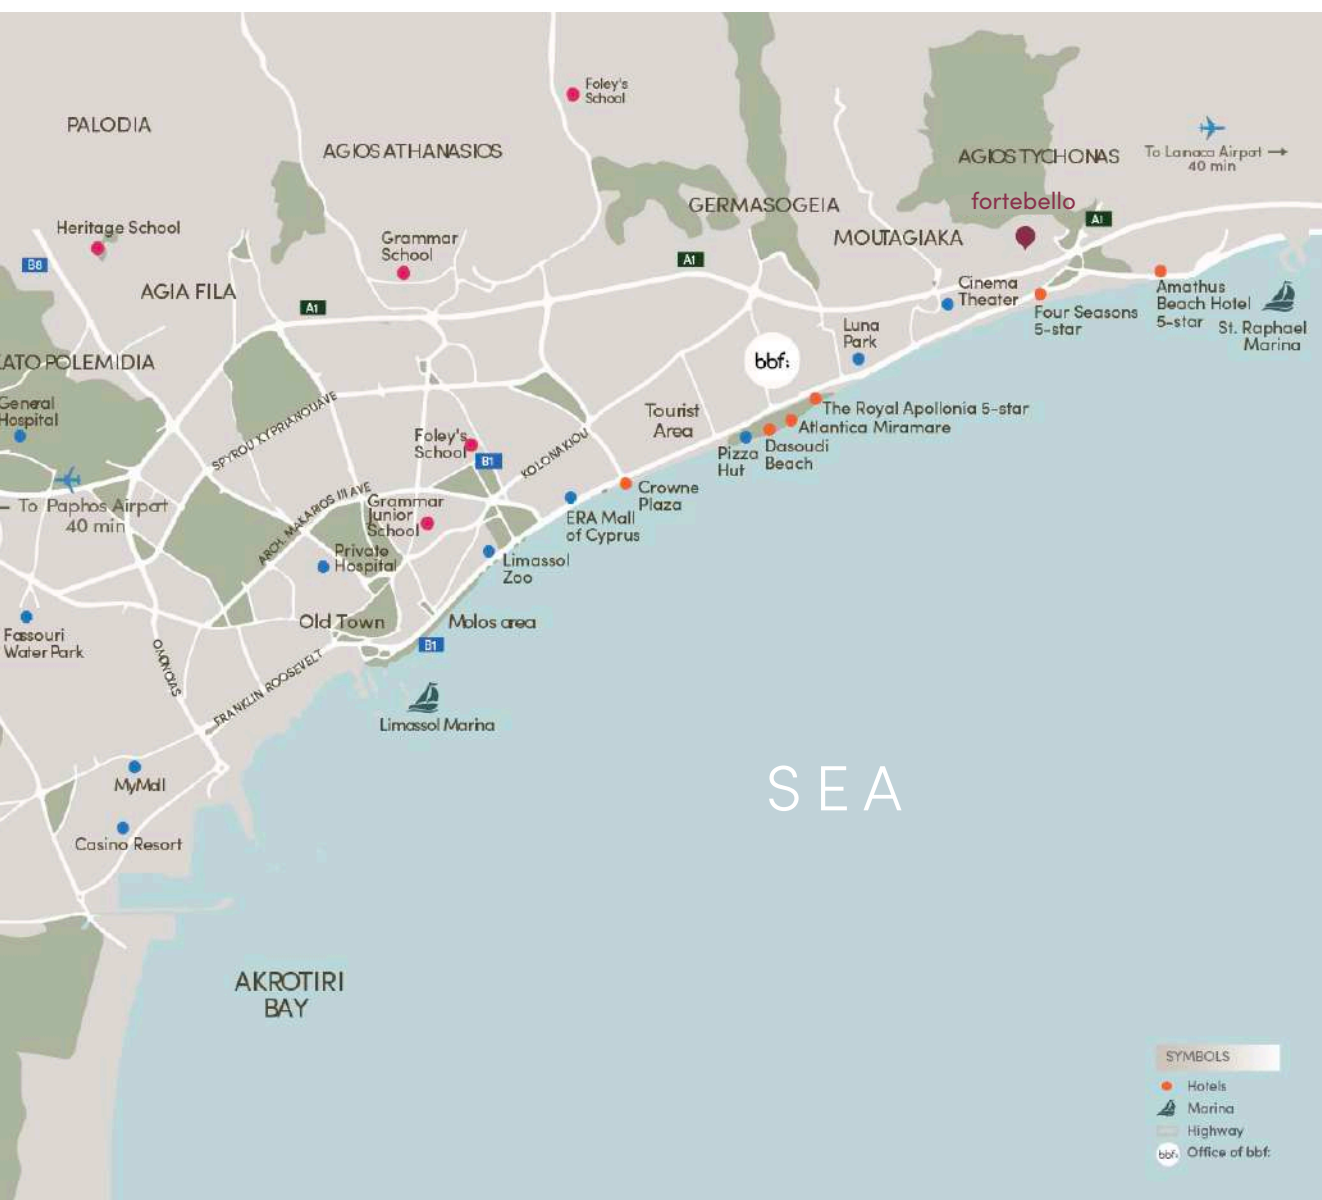 Foley's
School
PALODIA
AGIOS ATHANASIOS
AGIOS TYCHONAS
To Larnaca Airport →
40 min
fortebello
GERMASOGEIA
A1
Heritage School
MOUTAGIAKA
Grammar
School
B8
A1
AGIA FILA
A1
Cinema
Theater
Amathus
Beach Hotel
5-star
Four Seasons
5-star
St. Raphael
Marina
Luna
Park
bbf:
KATO POLEMIDIA
General
Hospital
SPYROU KYPRIANOU AVE
Tourist
Area
The Royal Apollonia 5-star
Atlantica Miramare
Dasoudi
Beach
Pizza
Hut
Foley's
School
B1
KOLONAKIOU
To Paphos Airport
40 min
ARCH. MAKARIOS III AVE
Grammar
Junior
School
Crowne
Plaza
ERA Mall
of Cyprus
Private
Hospital
Limassol
Zoo
Old Town
Molos area
B1
Fassouri
Water Park
OMONOIAS
FRANKLIN ROOSEVELT
Limassol Marina
MyMall
SEA
Casino Resort
AKROTIRI
BAY
SYMBOLS
Hotels
Marina
Highway
bbf: Office of bbf: